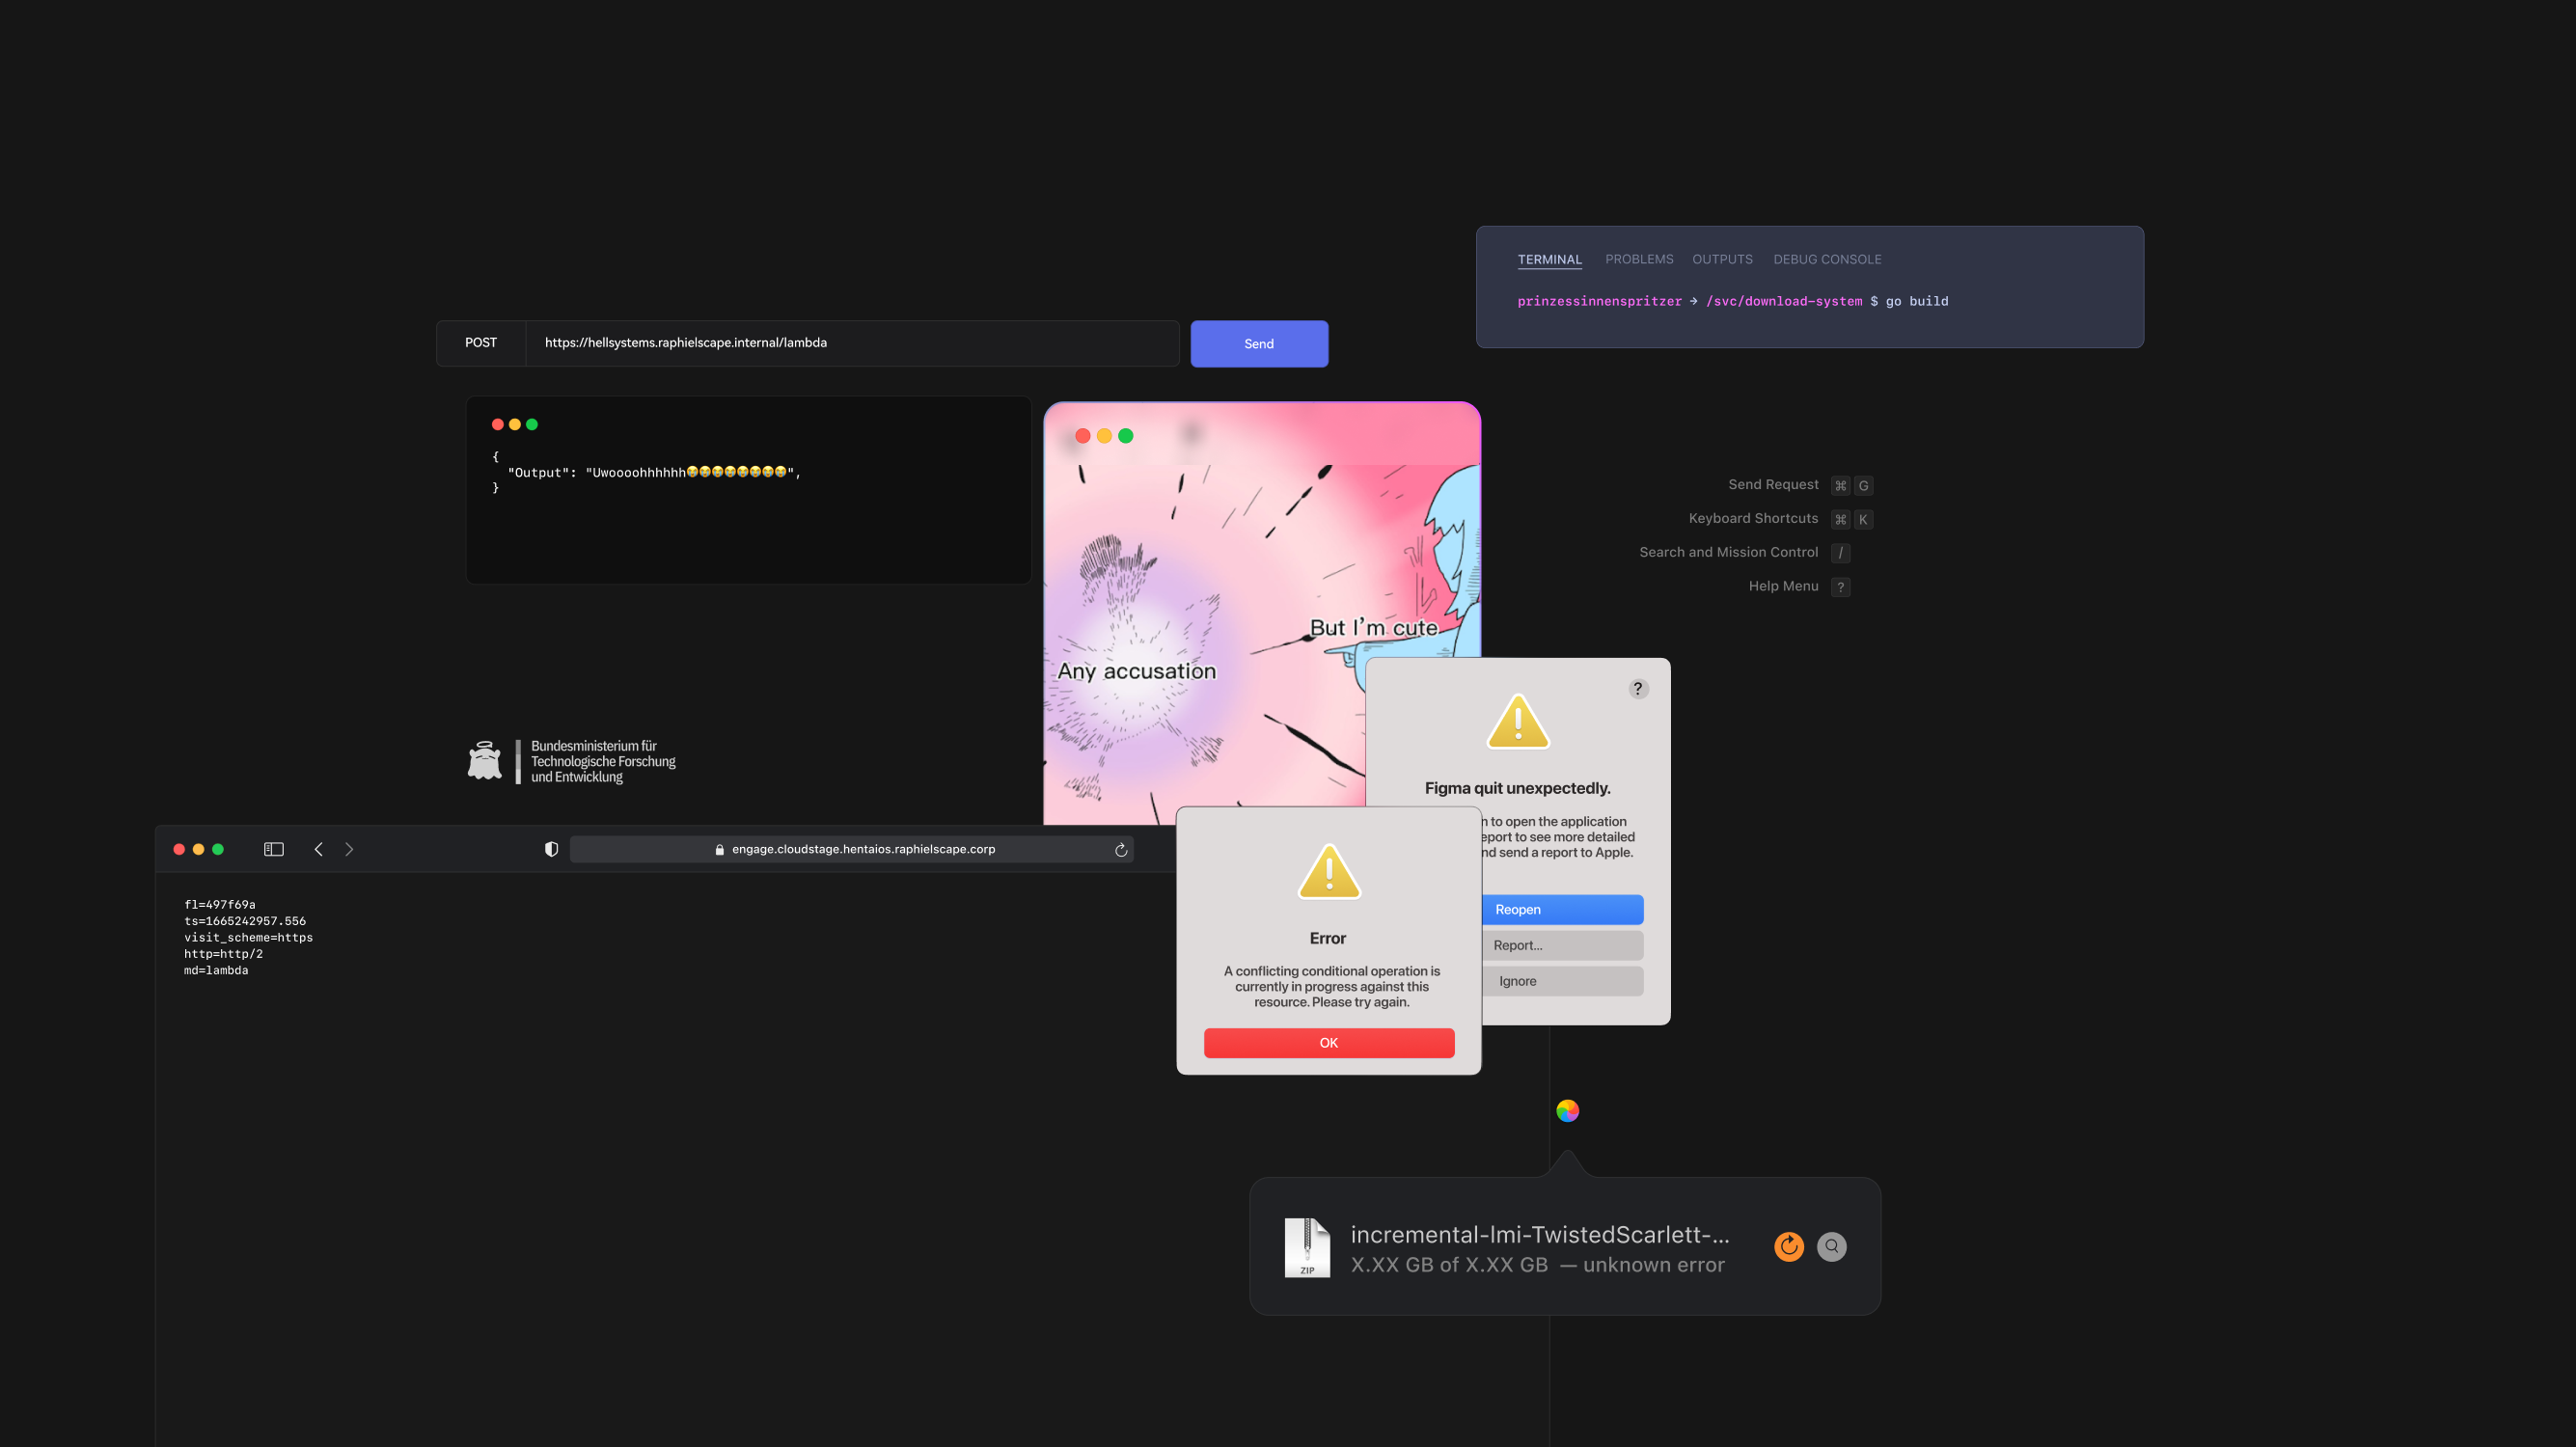 TERMINAL PROBLEMS OUTPUTS DEBUG CONSOLE
prinzessinnenspritzer → /svc/download-system $ go build
POST https://hellsystems.raphielscape.internal/lambda Send
{
"Output": "Uwoooohhhhhh😭😭😭😭😭😭😭😭",
}
Send Request ⌘ G
Keyboard Shortcuts ⌘ K
Search and Mission Control /
Help Menu ?
But I'm cute
Any accusation
Bundesministerium für
Technologische Forschung
und Entwicklung
?
Figma quit unexpectedly.
to open the application
to see more detailed
send a report to Apple.
Reopen
Report...
Ignore
engage.cloudstage.hentaios.raphielscape.corp
fl=497f69a
ts=1665242957.556
visit_scheme=https
http=http/2
md=lambda
Error
A conflicting conditional operation is
currently in progress against this
resource. Please try again.
OK
ZIP
incremental-lmi-TwistedScarlett-...
X.XX GB of X.XX GB — unknown error